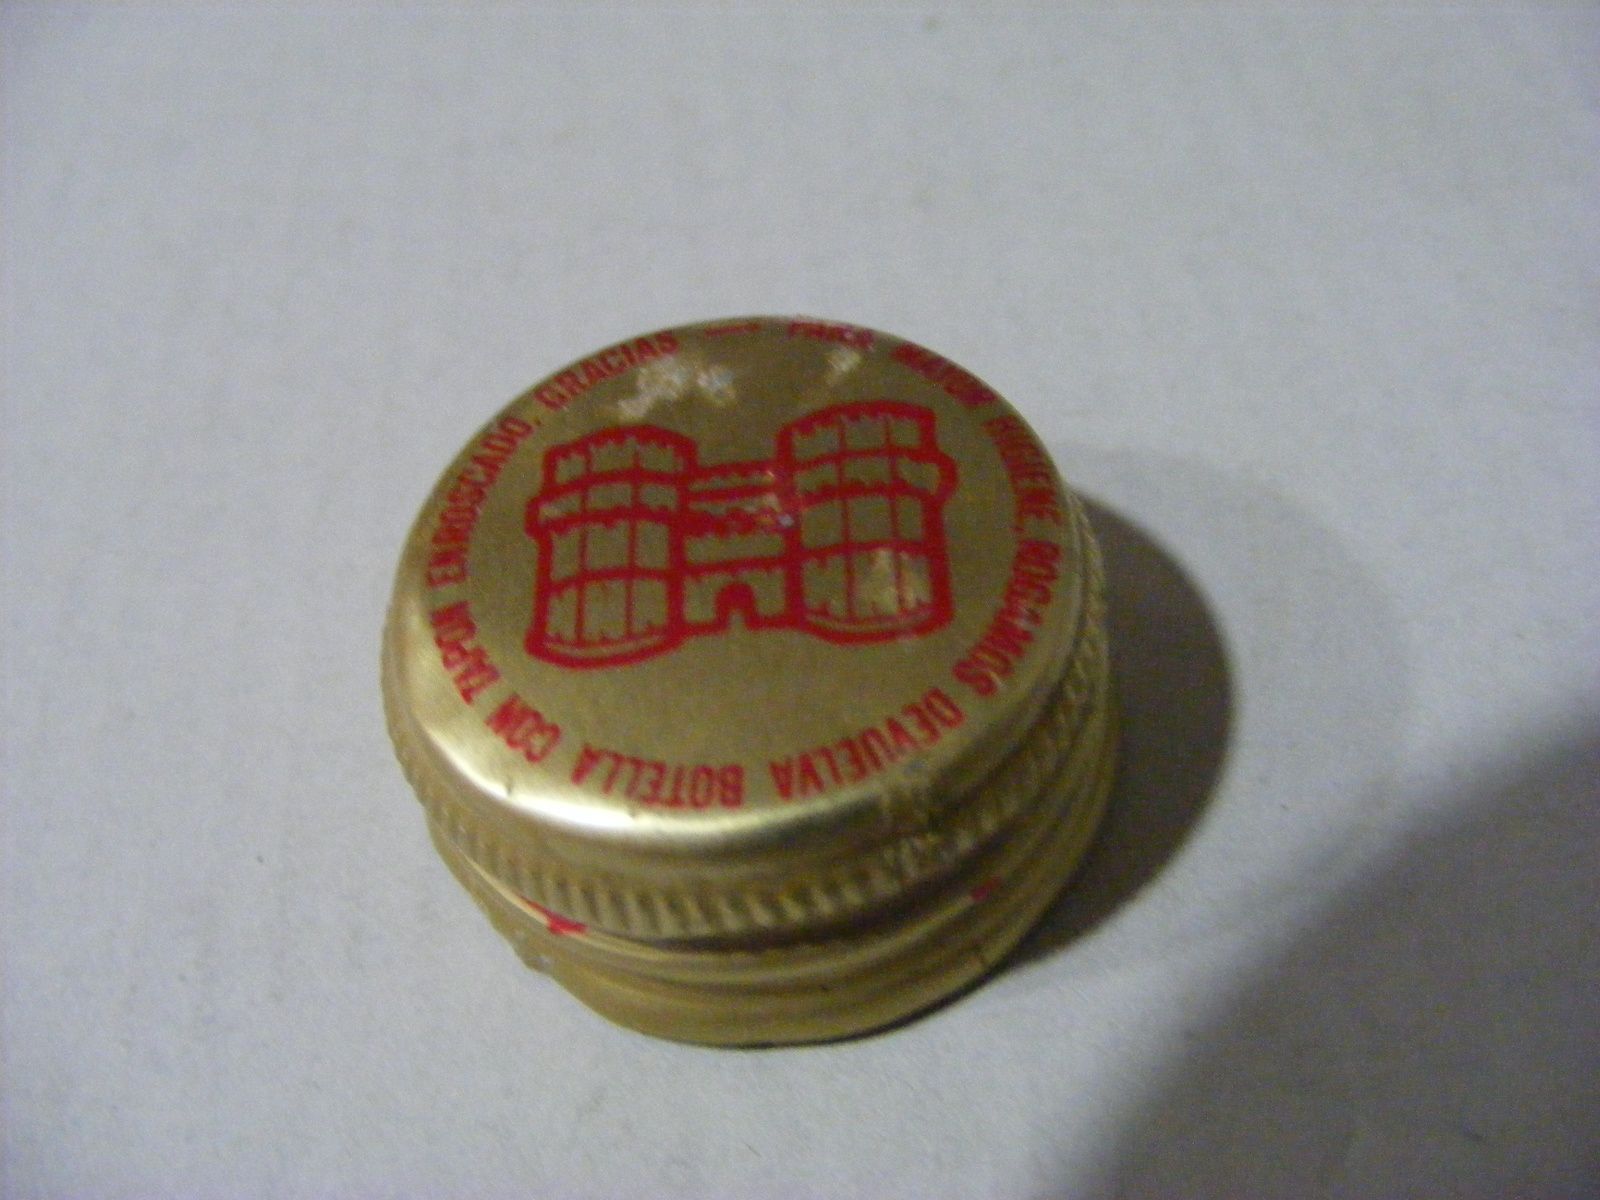 PARA MAYOR HIGIENE, ROGAMOS DEVUELVA BOTELLA CON TAPON ENROSCADO. GRACIAS —